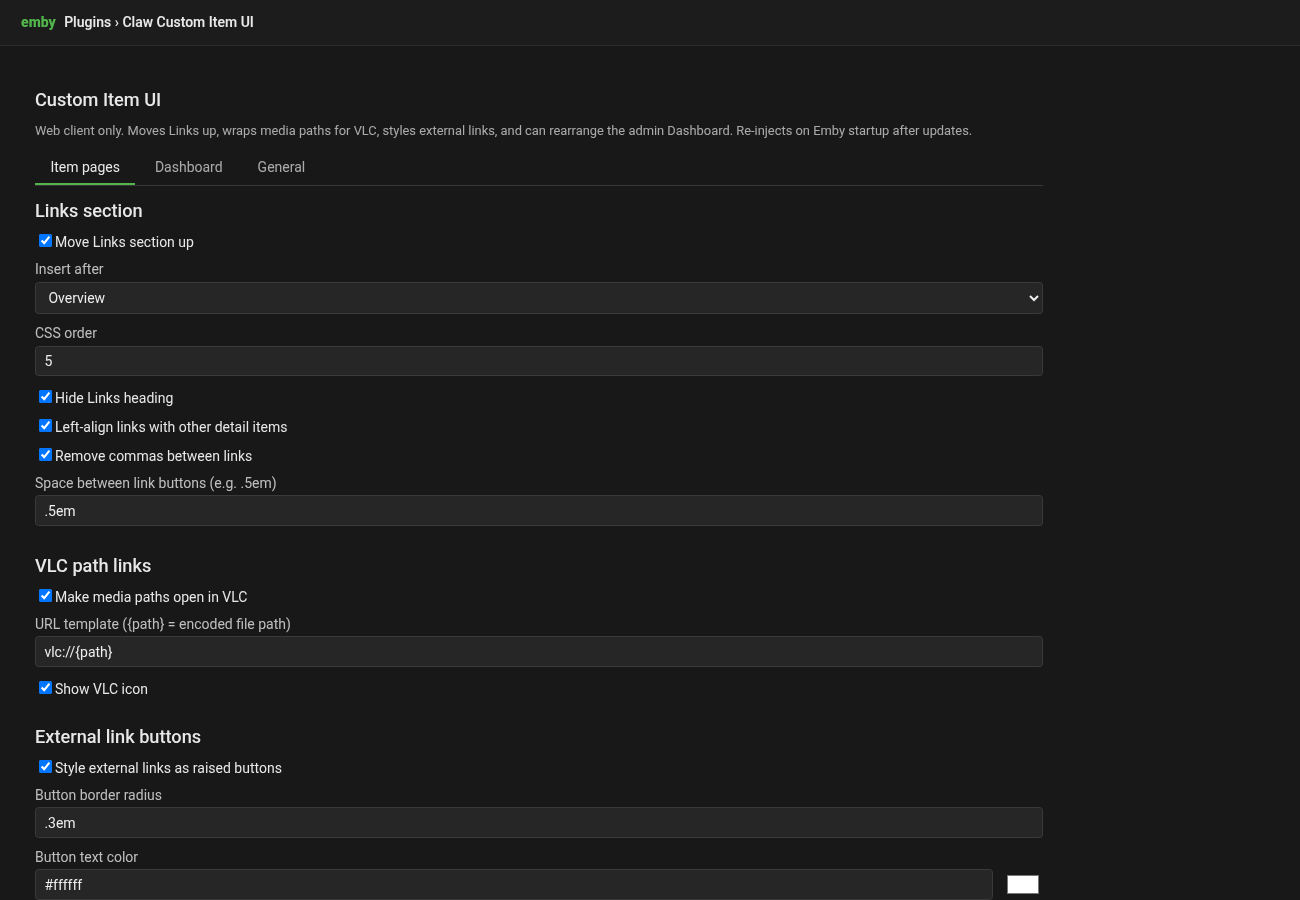 emby Plugins › Claw Custom Item UI
Custom Item UI
Web client only. Moves Links up, wraps media paths for VLC, styles external links, and can rearrange the admin Dashboard. Re-injects on Emby startup after updates.
Item pages Dashboard General
Links section
Move Links section up
Insert after
Overview
CSS order
5
Hide Links heading
Left-align links with other detail items
Remove commas between links
Space between link buttons (e.g. .5em)
.5em
VLC path links
Make media paths open in VLC
URL template ({path} = encoded file path)
vlc://{path}
Show VLC icon
External link buttons
Style external links as raised buttons
Button border radius
.3em
Button text color
#ffffff